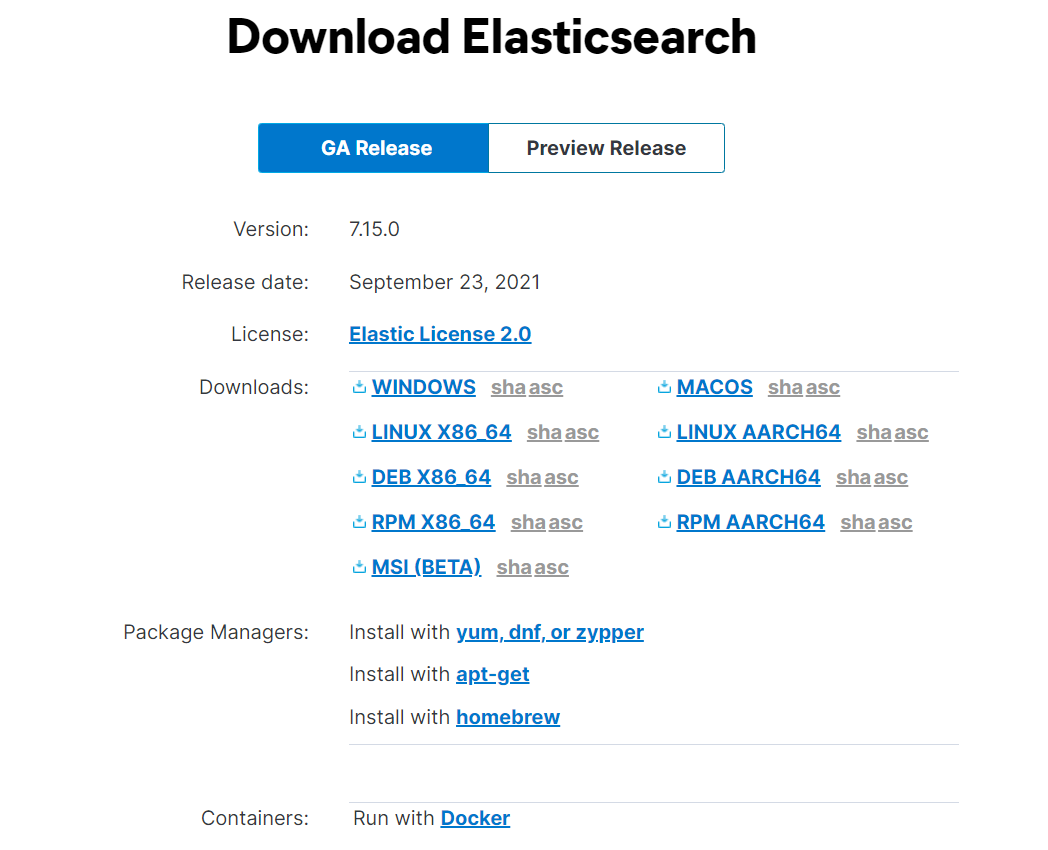 Download Elasticsearch
GA Release Preview Release
Version: 7.15.0
Release date: September 23, 2021
License: Elastic License 2.0
Downloads: WINDOWS sha asc MACOS sha asc
LINUX X86_64 sha asc LINUX AARCH64 sha asc
DEB X86_64 sha asc DEB AARCH64 sha asc
RPM X86_64 sha asc RPM AARCH64 sha asc
MSI (BETA) sha asc
Package Managers: Install with yum, dnf, or zypper
Install with apt-get
Install with homebrew
Containers: Run with Docker